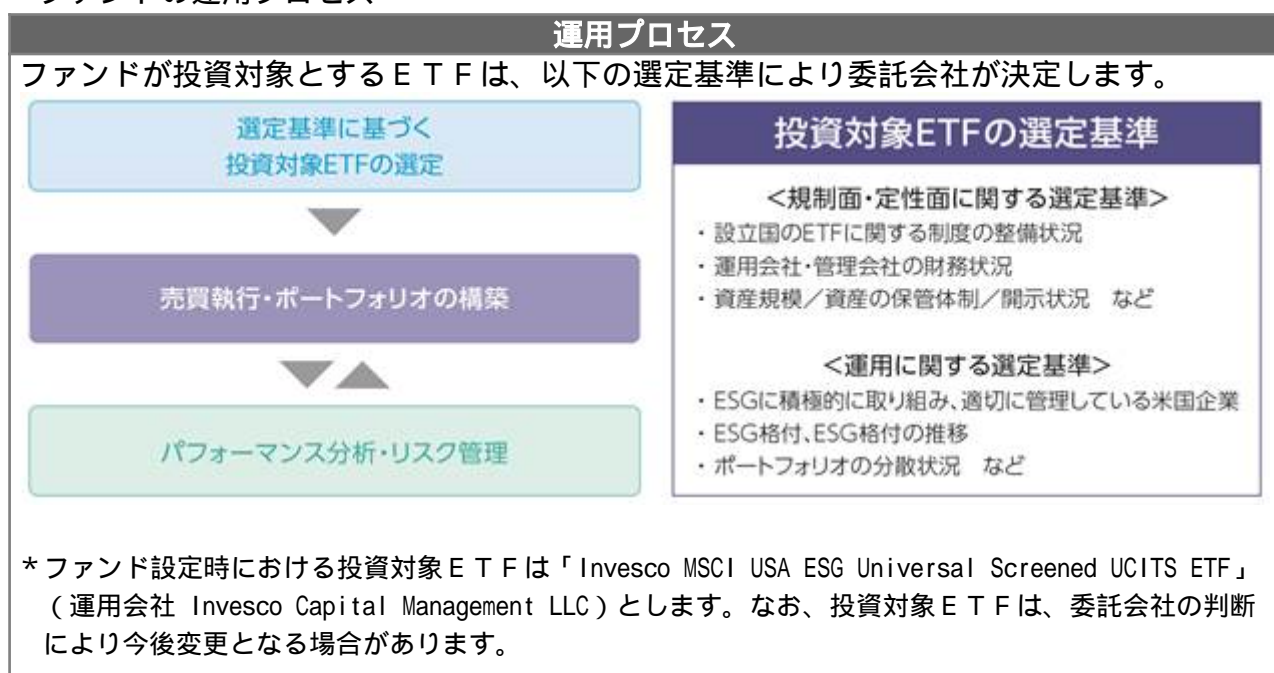 ファンドの運用プロセス
運用プロセス
ファンドが投資対象とするＥＴＦは、以下の選定基準により委託会社が決定します。
選定基準に基づく
投資対象ETFの選定
売買執行・ポートフォリオの構築
パフォーマンス分析・リスク管理
投資対象ETFの選定基準
＜規制面・定性面に関する選定基準＞
・設立国のETFに関する制度の整備状況
・運用会社・管理会社の財務状況
・資産規模／資産の保管体制／開示状況　など
＜運用に関する選定基準＞
・ESGに積極的に取り組み、適切に管理している米国企業
・ESG格付、ESG格付の推移
・ポートフォリオの分散状況　など
＊ファンド設定時における投資対象ＥＴＦは「Invesco MSCI USA ESG Universal Screened UCITS ETF」
（運用会社 Invesco Capital Management LLC）とします。なお、投資対象ＥＴＦは、委託会社の判断
により今後変更となる場合があります。